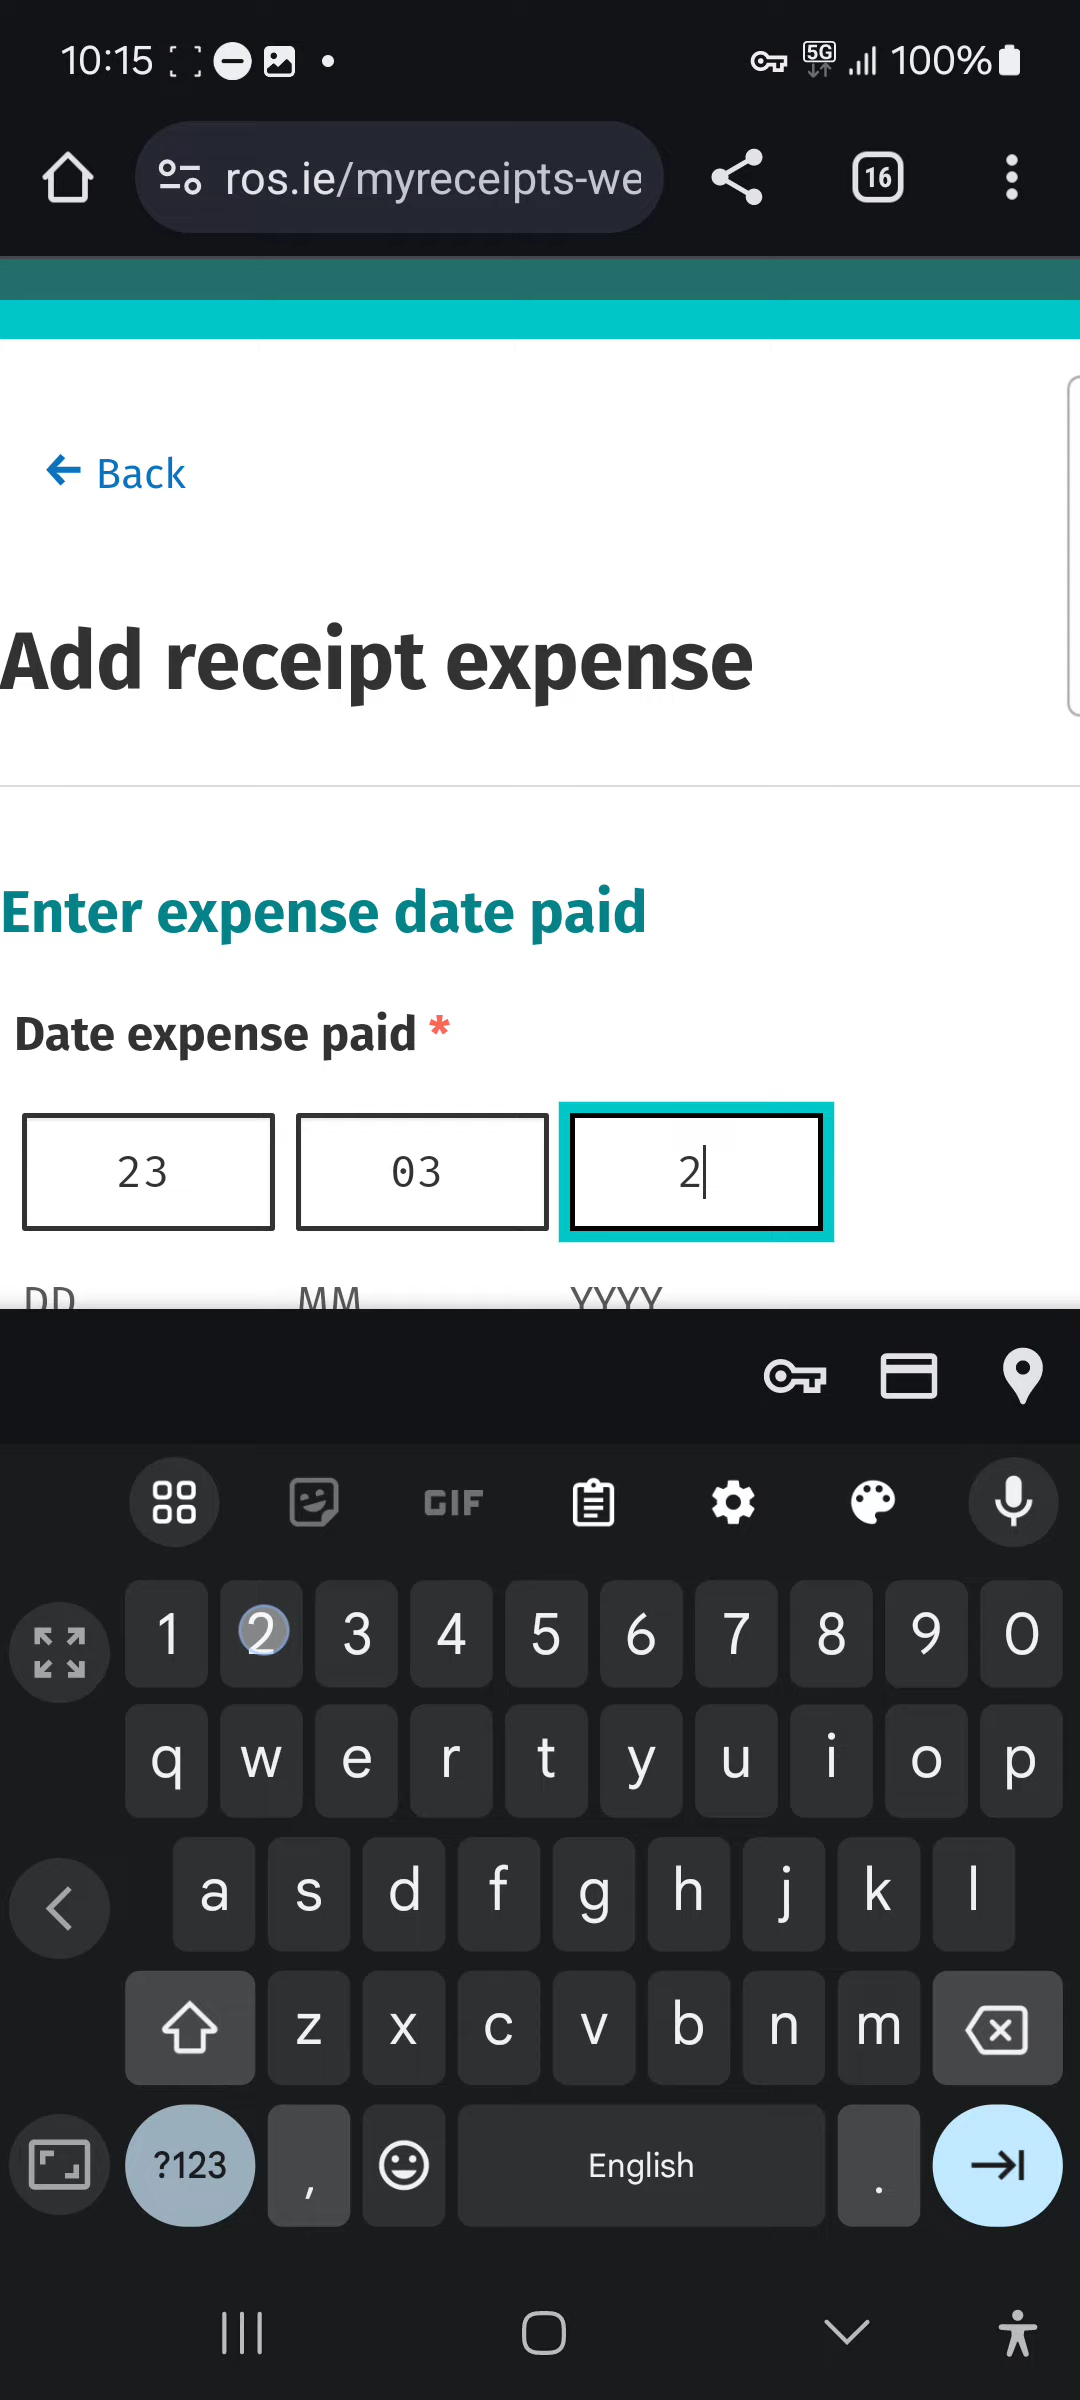 10:15 5G 100%
ros.ie/myreceipts-we 16
Back
Add receipt expense
Enter expense date paid
Date expense paid *
23 03 2
DD MM YYYY
GIF
1 2 3 4 5 6 7 8 9 0
q w e r t y u i o p
a s d f g h j k l
z x c v b n m
?123 , English .